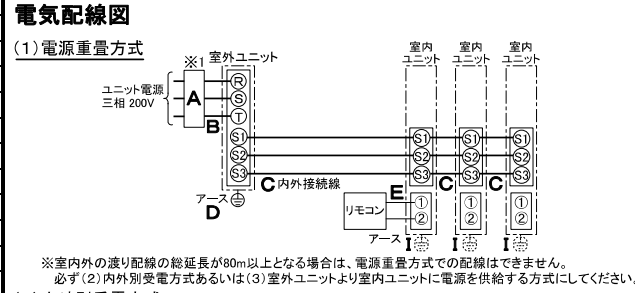 電気配線図
(1)電源重畳方式
※1 室外ユニット
室内
ユニット
室内
ユニット
室内
ユニット
ユニット電源
三相 200V
A
B
R
S
T
S1
S2
S3
C 内外接続線
アース
D
S1
S2
S3
C
S1
S2
S3
C
S1
S2
S3
リモコン
E
①
②
①
②
①
②
アース
I
I
I
※室内外の渡り配線の総延長が80m以上となる場合は、電源重畳方式での配線はできません。
必ず(2)内外別受電方式あるいは(3)室外ユニットより室内ユニットに電源を供給する方式にしてください。